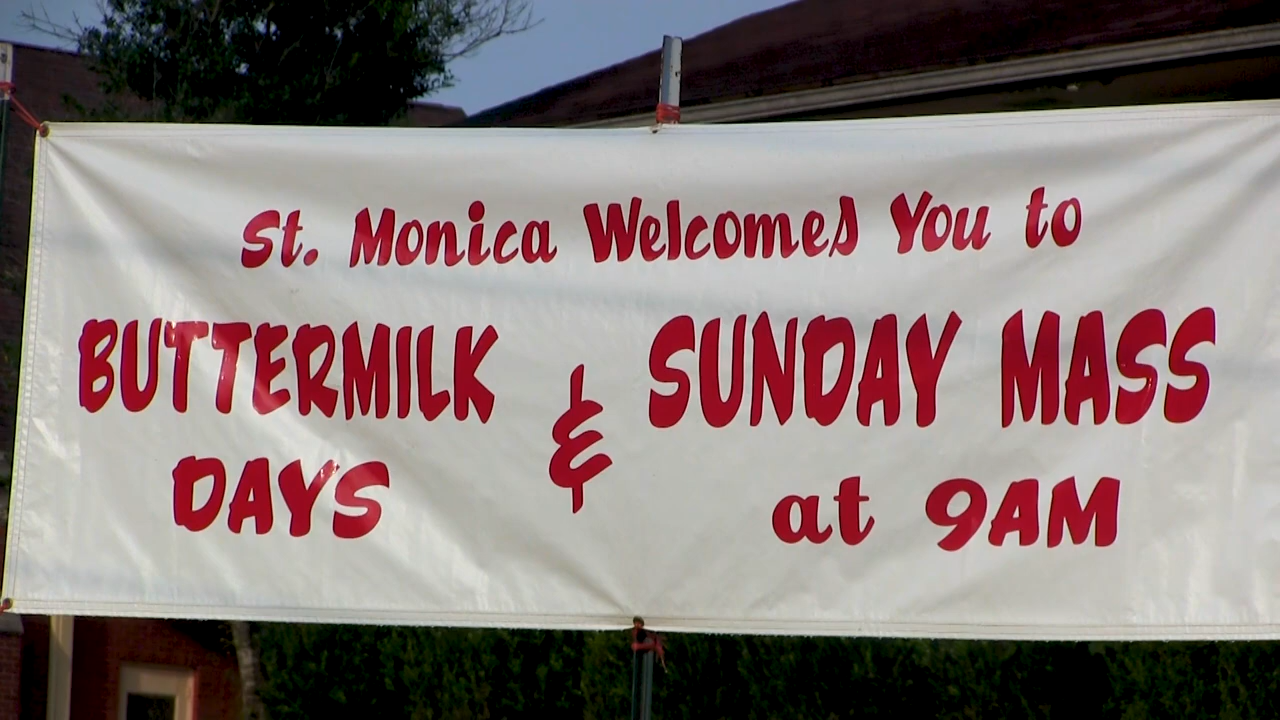 St. Monica Welcomes You to
BUTTERMILK & SUNDAY MASS
DAYS at 9AM